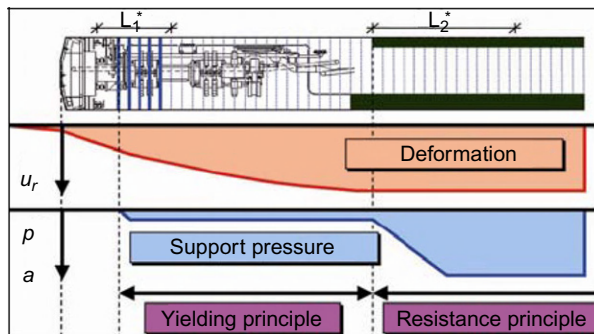 L₁* L₂*
Deformation
uᵣ
p
Support pressure
a
Yielding principle Resistance principle